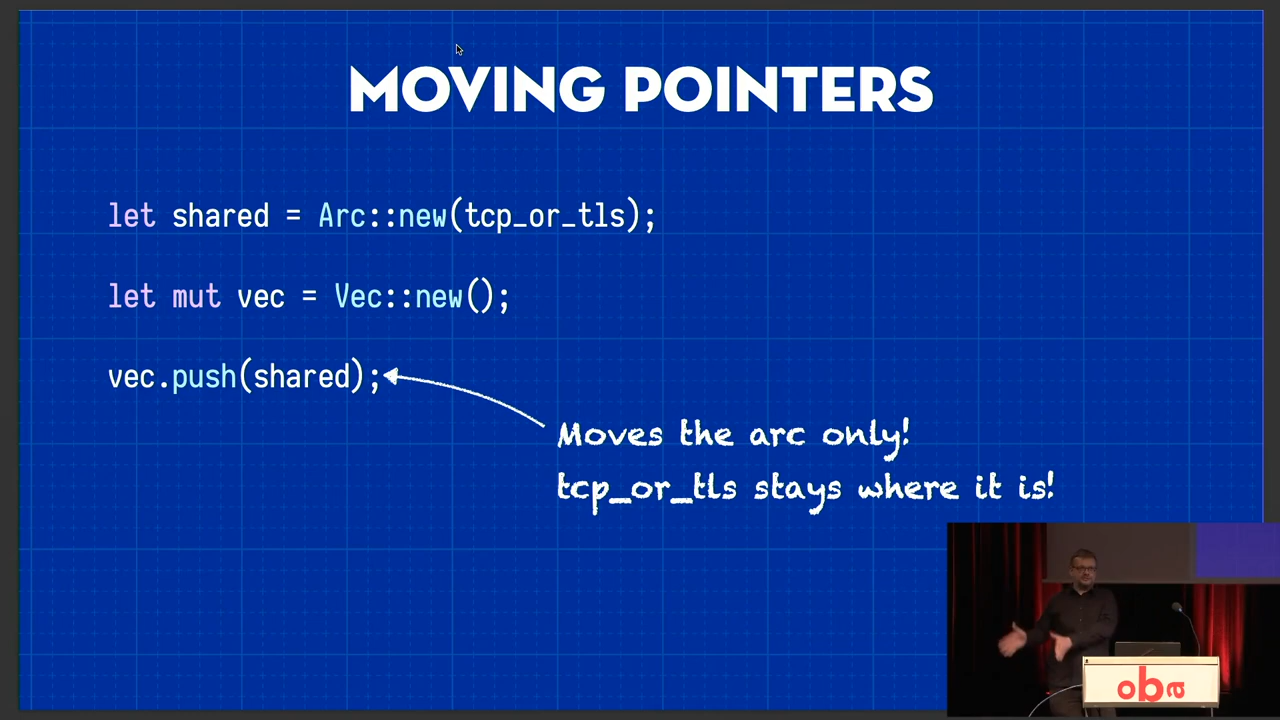 MOVING POINTERS
let shared = Arc::new(tcp_or_tls);
let mut vec = Vec::new();
vec.push(shared);
Moves the arc only!
tcp_or_tls stays where it is!
oba